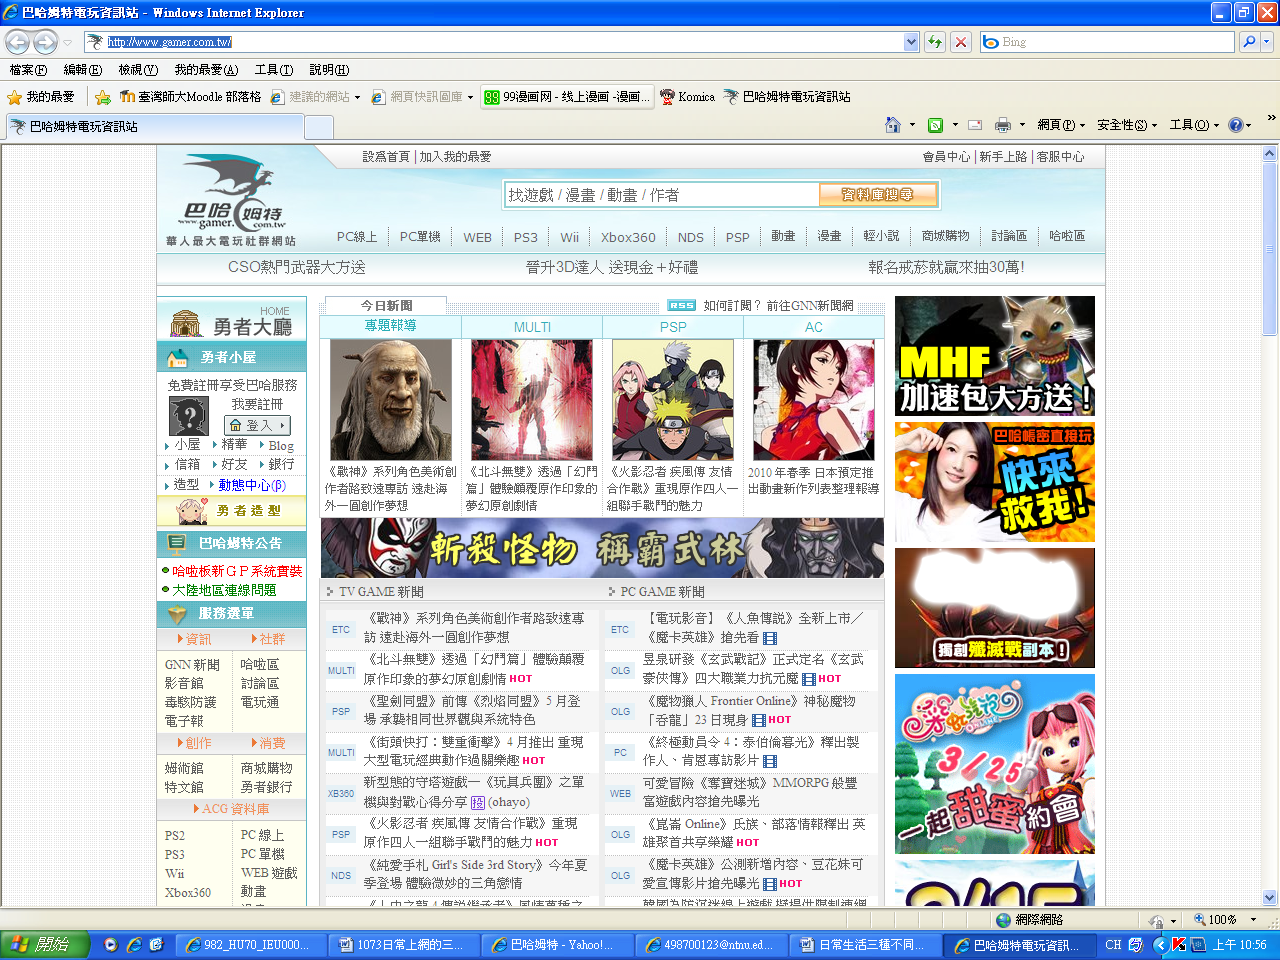 巴哈姆特電玩資訊站 - Windows Internet Explorer
http://www.gamer.com.tw/
Bing
檔案(F) 編輯(E) 檢視(V) 我的最愛(A) 工具(T) 說明(H)
我的最愛 臺灣師大Moodle 部落格 建議的網站 網頁快訊圖庫 99漫画网 - 线上漫画 -漫画... Komica 巴哈姆特電玩資訊站
巴哈姆特電玩資訊站
網頁(P) 安全性(S) 工具(O)
設為首頁 | 加入我的最愛
會員中心 | 新手上路 | 客服中心
巴哈姆特
www.gamer.com.tw
華人最大電玩社群網站
找遊戲 / 漫畫 / 動畫 / 作者
資料庫搜尋
PC線上 PC單機 WEB PS3 Wii Xbox360 NDS PSP 動畫 漫畫 輕小說 商城購物 討論區 哈啦區
CSO熱門武器大方送 晉升3D達人 送現金＋好禮 報名戒菸就贏來抽30萬!
HOME
勇者大廳
勇者小屋
免費註冊享受巴哈服務
我要註冊
登入
小屋 精華 Blog
信箱 好友 銀行
造型 動態中心(β)
勇者造型
巴哈姆特公告
哈啦板新ＧＰ系統實裝
大陸地區連線問題
服務選單
資訊 社群
GNN 新聞 哈啦區
影音館 討論區
毒駭防護 電玩通
電子報
創作 消費
姆術館 商城購物
特文館 勇者銀行
ACG 資料庫
PS2 PC 線上
PS3 PC 單機
Wii WEB 遊戲
Xbox360 動畫
今日新聞
RSS 如何訂閱？ 前往GNN新聞網
專題報導 MULTI PSP AC
《戰神》系列角色美術創作者路致遠專訪 遠赴海外一圓創作夢想
《北斗無雙》透過「幻鬥篇」體驗顛覆原作印象的夢幻原創劇情
《火影忍者 疾風傳 友情合作戰》重現原作四人一組聯手戰鬥的魅力
2010 年春季 日本預定推出動畫新作列表整理報導
斬殺怪物 稱霸武林
TV GAME 新聞
ETC 《戰神》系列角色美術創作者路致遠專
訪 遠赴海外一圓創作夢想
MULTI 《北斗無雙》透過「幻鬥篇」體驗顛覆
原作印象的夢幻原創劇情 HOT
PSP 《聖劍同盟》前傳《烈焰同盟》5 月登
場 承襲相同世界觀與系統特色
MULTI 《街頭快打：雙重衝擊》4 月推出 重現
大型電玩經典動作過關樂趣 HOT
XB360 新型態的守塔遊戲—《玩具兵團》之單
機與對戰心得分享 (ohayo)
PSP 《火影忍者 疾風傳 友情合作戰》重現
原作四人一組聯手戰鬥的魅力 HOT
NDS 《純愛手札 Girl's Side 3rd Story》今年夏
季登場 體驗微妙的三角戀情
PC GAME 新聞
ETC 【電玩影音】《人魚傳說》全新上市／
《魔卡英雄》搶先看
OLG 昱泉研發《玄武戰記》正式定名《玄武
豪俠傳》四大職業力抗元魔 HOT
OLG 《魔物獵人 Frontier Online》神秘魔物
「吞龍」23 日現身 HOT
PC 《終極動員令 4：泰伯倫暮光》釋出製
作人、肯恩專訪影片
WEB 可愛冒險《奪寶迷城》MMORPG 般豐
富遊戲內容搶先曝光
OLG 《崑崙 Online》氏族、部落情報釋出 英
雄聚首共享榮耀 HOT
OLG 《魔卡英雄》公測新增內容、豆花妹可
愛宣傳影片搶先曝光 HOT
MHF
加速包大方送！
巴哈帳密直接玩
快來
救我!
獨創殲滅戰副本！
3/25
一起甜蜜約會
網際網路
100%
開始
982_HU70_IEU000...
1073日常上網的三...
巴哈姆特 - Yahoo!...
498700123@ntnu.ed...
日常生活三種不同...
巴哈姆特電玩資訊...
CH
上午 10:56